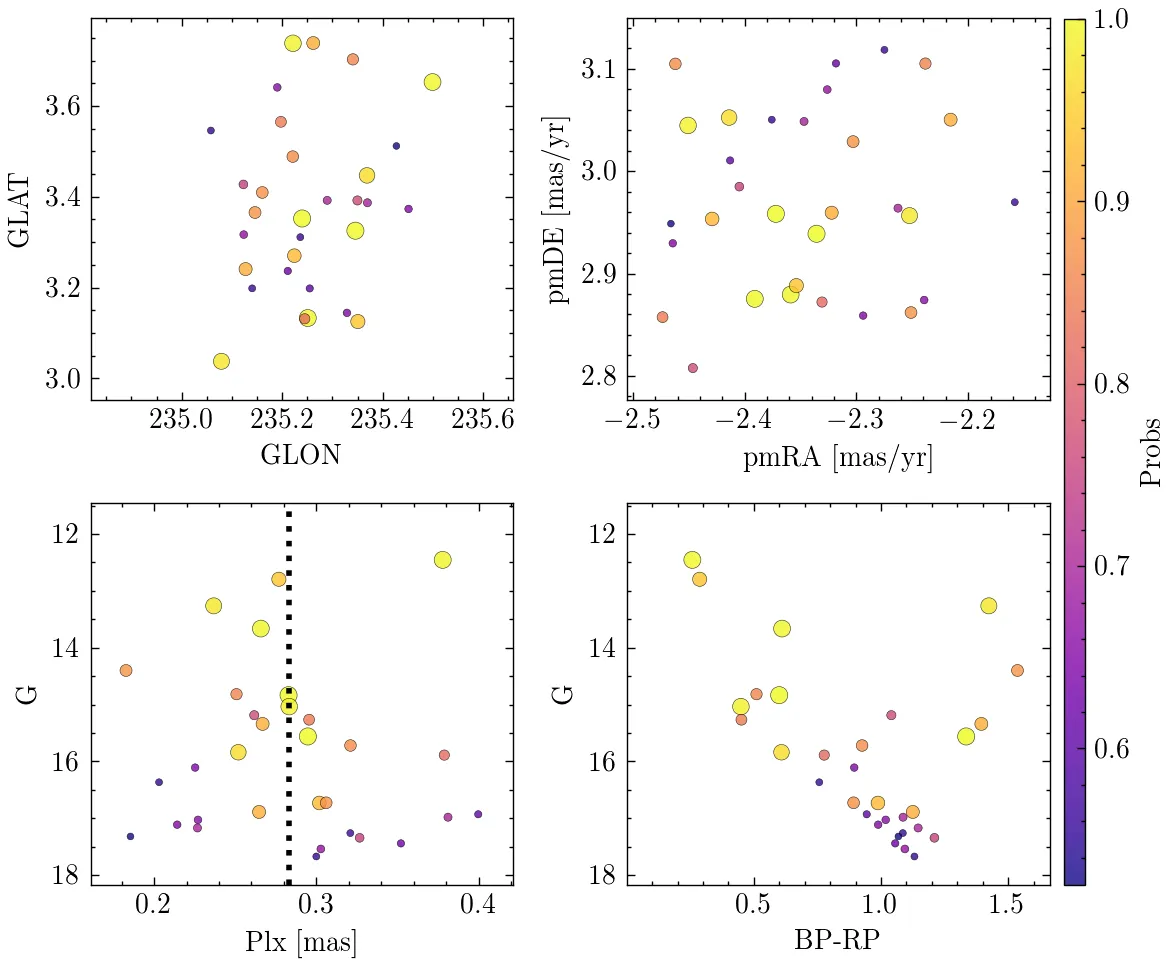 3.6
3.4
3.2
3.0
GLAT
235.0 235.2 235.4 235.6
GLON
3.1
3.0
2.9
2.8
pmDE [mas/yr]
−2.5 −2.4 −2.3 −2.2
pmRA [mas/yr]
12
14
16
18
G
0.2 0.3 0.4
Plx [mas]
12
14
16
18
G
0.5 1.0 1.5
BP-RP
1.0
0.9
0.8
0.7
0.6
Probs